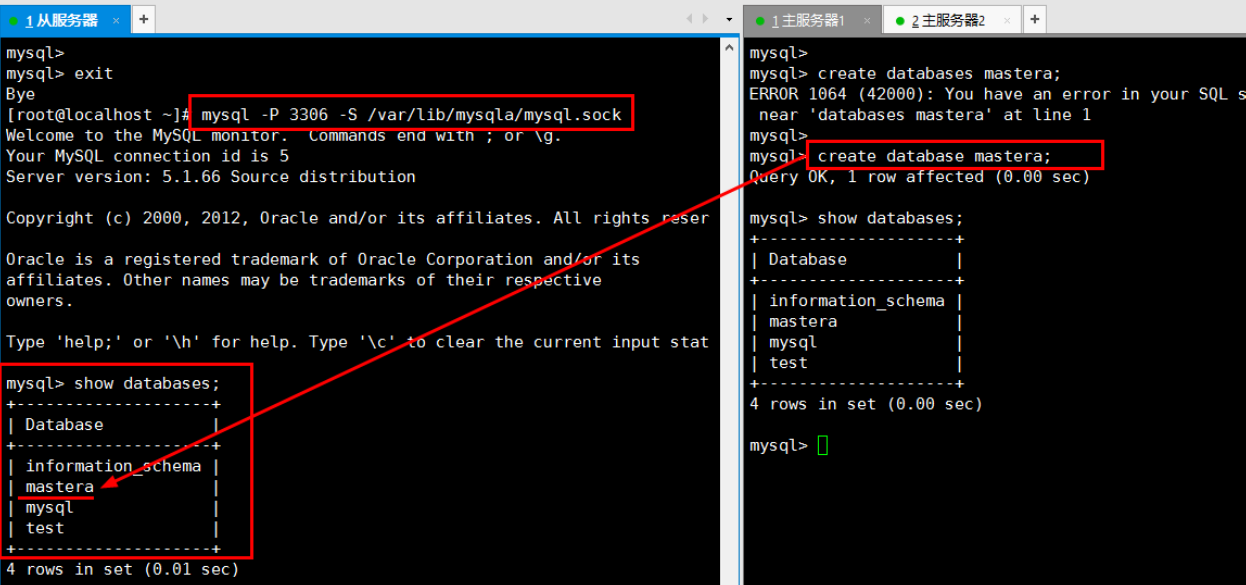 1 从服务器 × +
mysql>
mysql> exit
Bye
[root@localhost ~]# mysql -P 3306 -S /var/lib/mysqla/mysql.sock
Welcome to the MySQL monitor.  Commands end with ; or \g.
Your MySQL connection id is 5
Server version: 5.1.66 Source distribution
Copyright (c) 2000, 2012, Oracle and/or its affiliates. All rights reser
Oracle is a registered trademark of Oracle Corporation and/or its
affiliates. Other names may be trademarks of their respective
owners.
Type 'help;' or '\h' for help. Type '\c' to clear the current input stat
mysql> show databases;
+--------------------+
| Database           |
+--------------------+
| information_schema |
| mastera            |
| mysql              |
| test               |
+--------------------+
4 rows in set (0.01 sec)
1 主服务器1 × 2 主服务器2 × +
mysql>
mysql> create databases mastera;
ERROR 1064 (42000): You have an error in your SQL s
 near 'databases mastera' at line 1
mysql>
mysql> create database mastera;
Query OK, 1 row affected (0.00 sec)
mysql> show databases;
+--------------------+
| Database           |
+--------------------+
| information_schema |
| mastera            |
| mysql              |
| test               |
+--------------------+
4 rows in set (0.00 sec)
mysql>